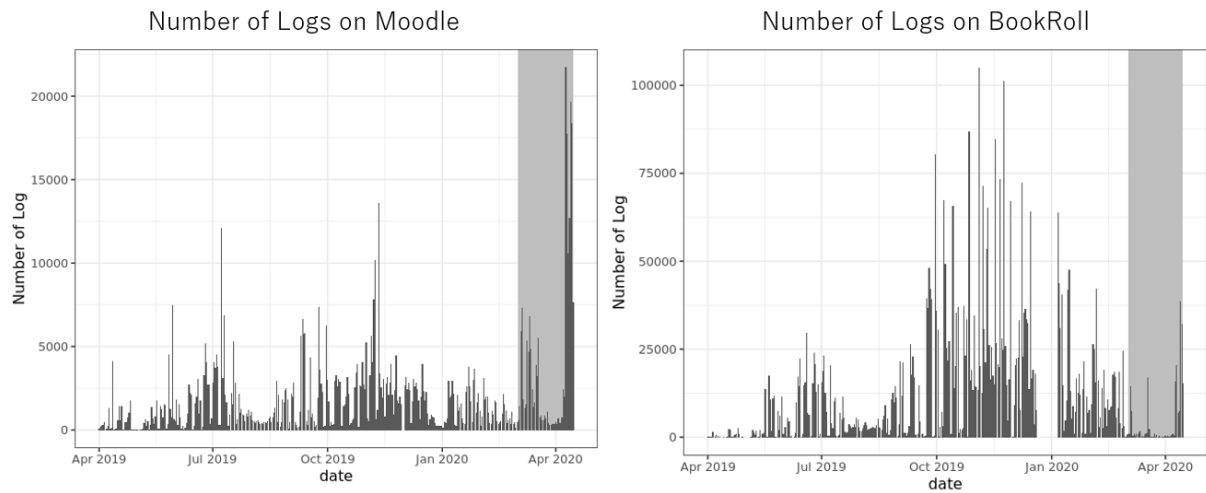 Number of Logs on Moodle
20000
15000
10000
5000
0
Number of Log
Apr 2019 Jul 2019 Oct 2019 Jan 2020 Apr 2020
date
Number of Logs on BookRoll
100000
75000
50000
25000
0
Number of Log
Apr 2019 Jul 2019 Oct 2019 Jan 2020 Apr 2020
date